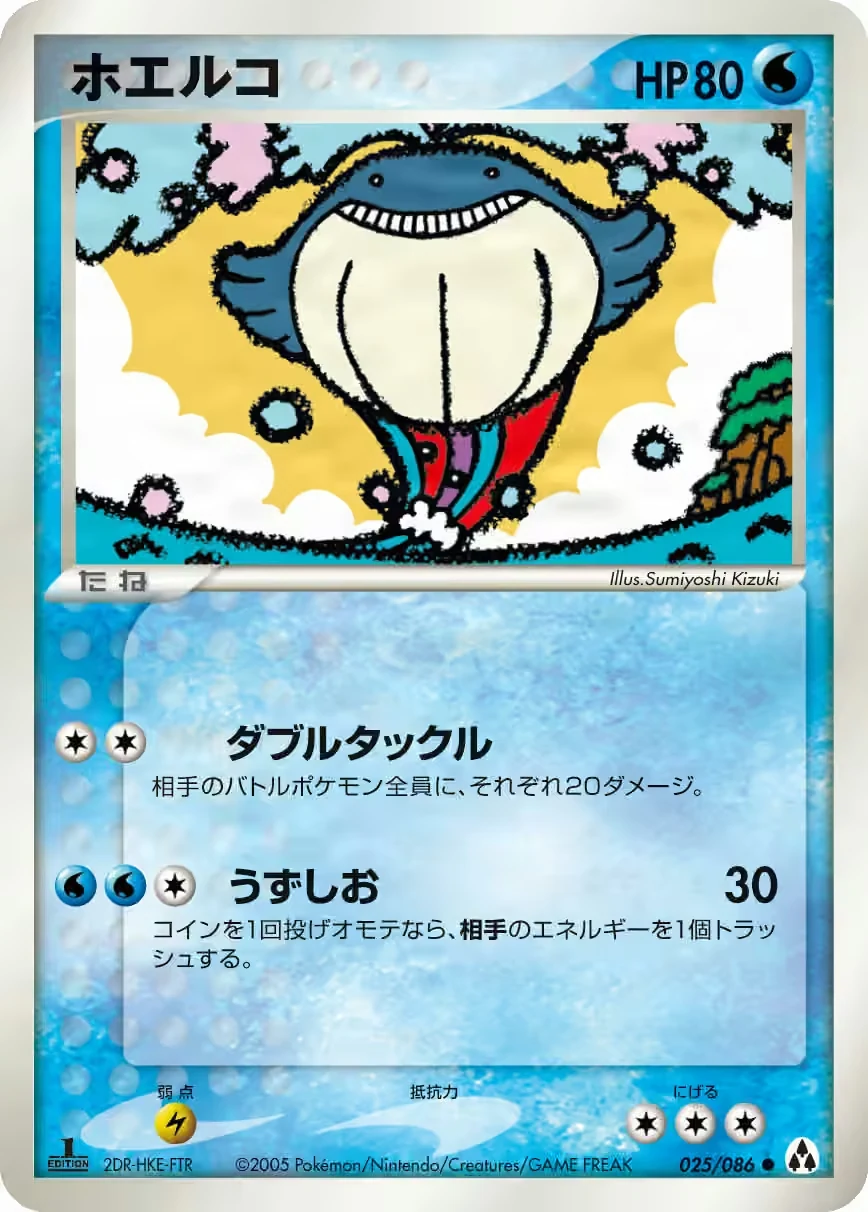 ホエルコ
HP80
たね
Illus.Sumiyoshi Kizuki
ダブルタックル
相手のバトルポケモン全員に、それぞれ20ダメージ。
うずしお 30
コインを1回投げオモテなら、相手のエネルギーを1個トラッ
シュする。
弱点 抵抗力 にげる
1 EDITION 2DR-HKE-FTR ©2005 Pokémon/Nintendo/Creatures/GAME FREAK 025/086